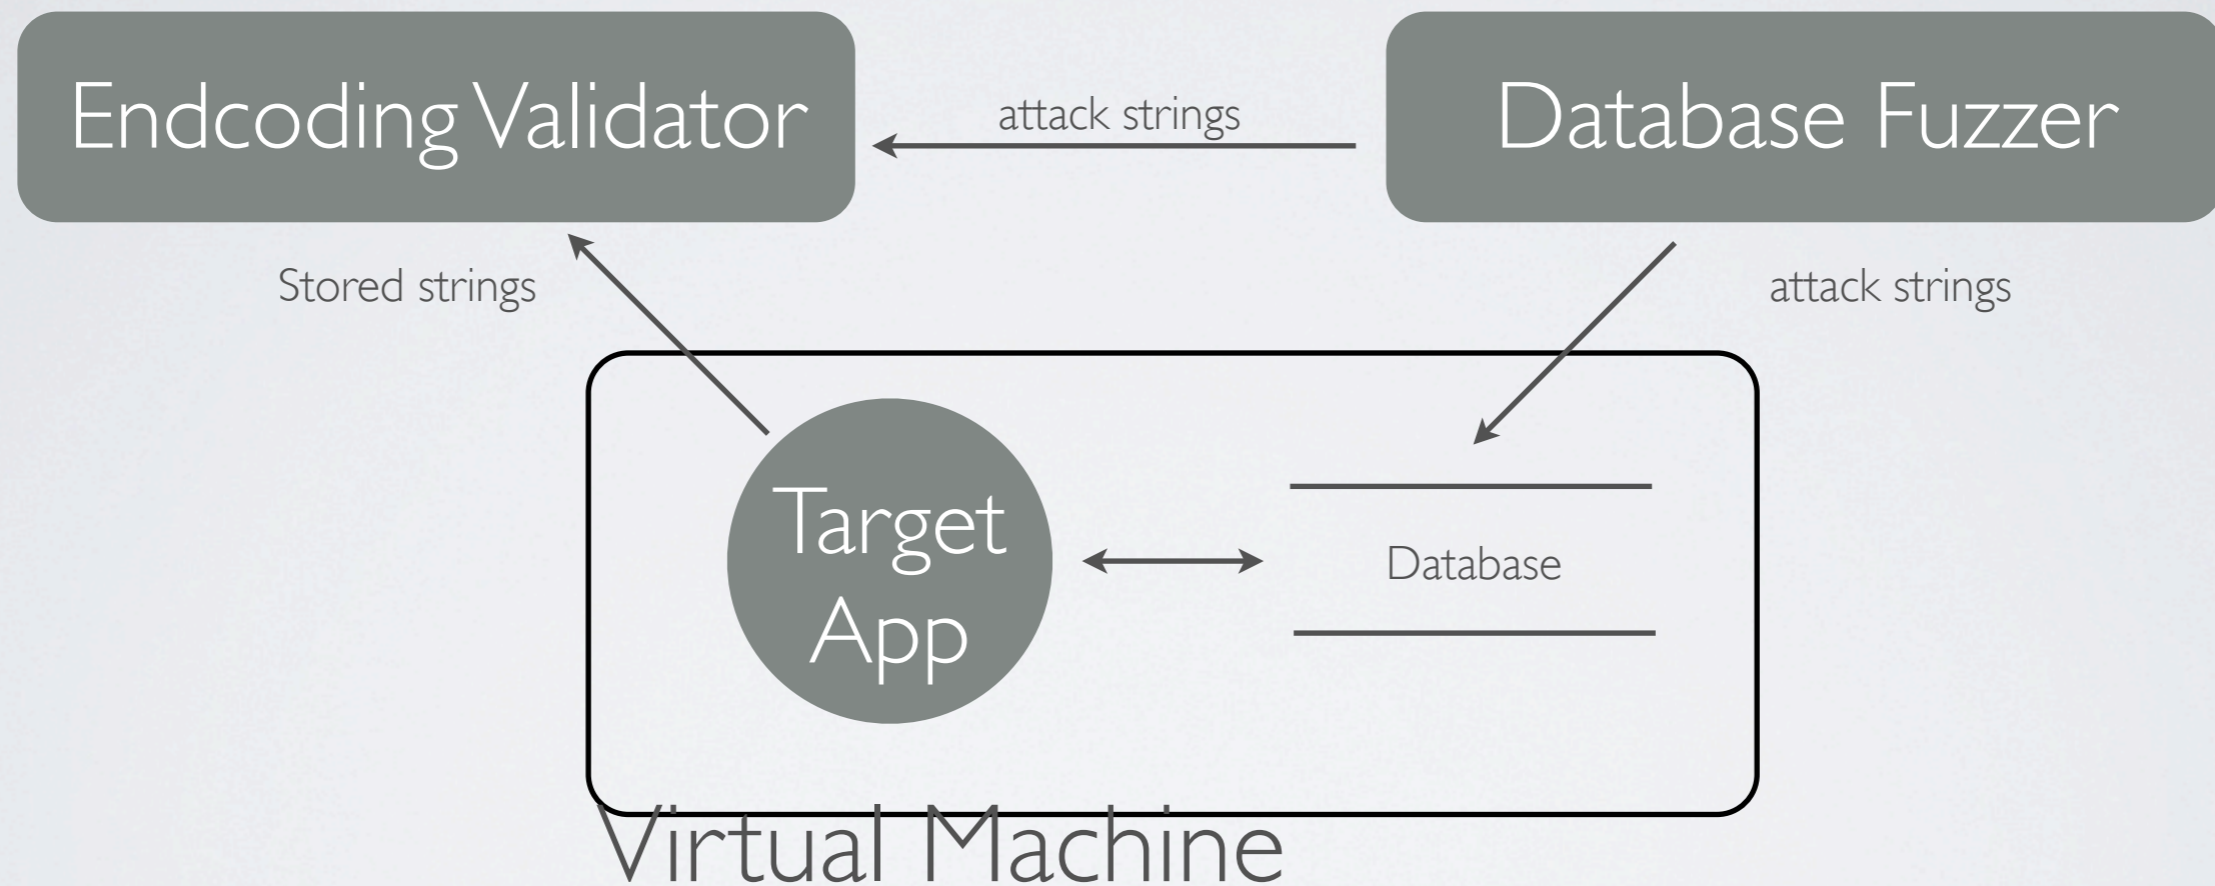 Endcoding Validator
attack strings
Database Fuzzer
Stored strings
attack strings
Target
App
Database
Virtual Machine